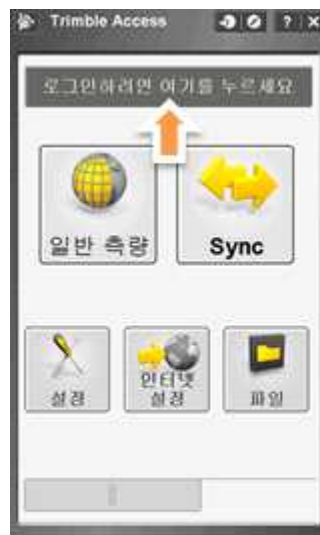 Trimble Access
? X
로그인하려면 여기를 누르세요
일반 측량
Sync
설정
인터넷
설정
파일